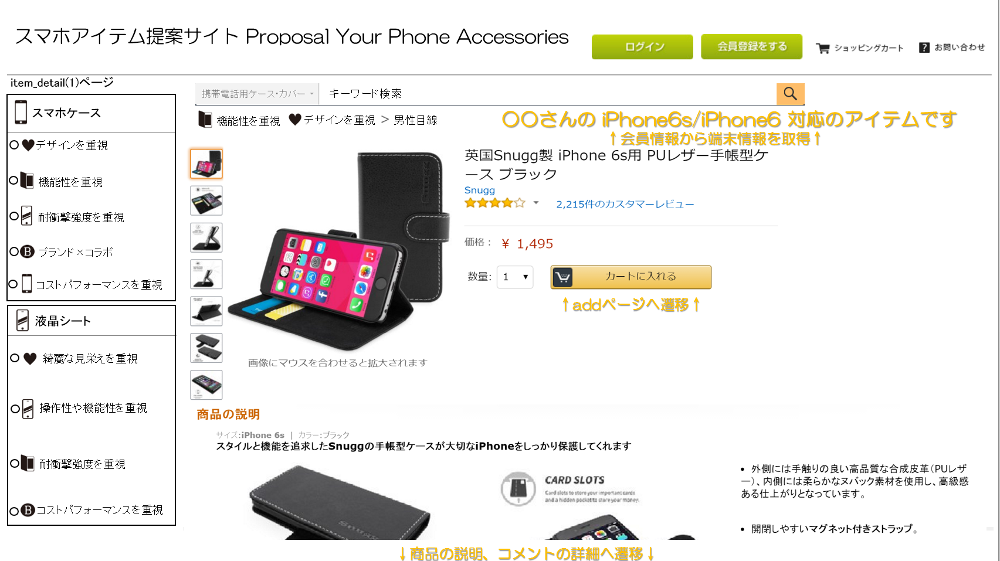 スマホアイテム提案サイト Proposal Your Phone Accessories
ログイン
会員登録をする
ショッピングカート
? お問い合わせ
item_detail(1)ページ
スマホケース
デザインを重視
機能性を重視
耐衝撃強度を重視
B ブランド×コラボ
コストパフォーマンスを重視
液晶シート
綺麗な見栄えを重視
操作性や機能性を重視
耐衝撃強度を重視
B コストパフォーマンスを重視
携帯電話用ケース・カバー
キーワード検索
機能性を重視 デザインを重視 > 男性目線
〇〇さんの iPhone6s/iPhone6 対応のアイテムです
↑会員情報から端末情報を取得↑
英国Snugg製 iPhone 6s用 PUレザー手帳型ケ
ース ブラック
Snugg
2,215件のカスタマーレビュー
価格： ￥ 1,495
数量: 1
カートに入れる
↑addページへ遷移↑
画像にマウスを合わせると拡大されます
商品の説明
サイズ:iPhone 6s | カラー:ブラック
スタイルと機能を追求したSnuggの手帳型ケースが大切なiPhoneをしっかり保護してくれます
CARD SLOTS
Card slots to store your important cards
and a hidden pocket to store your money.
• 外側には手触りの良い高品質な合成皮革（PUレザ
ー）、内側には柔らかなヌバック素材を使用し、高級感
ある仕上がりとなっています。
• 開閉しやすいマグネット付きストラップ。
↓商品の説明、コメントの詳細へ遷移↓